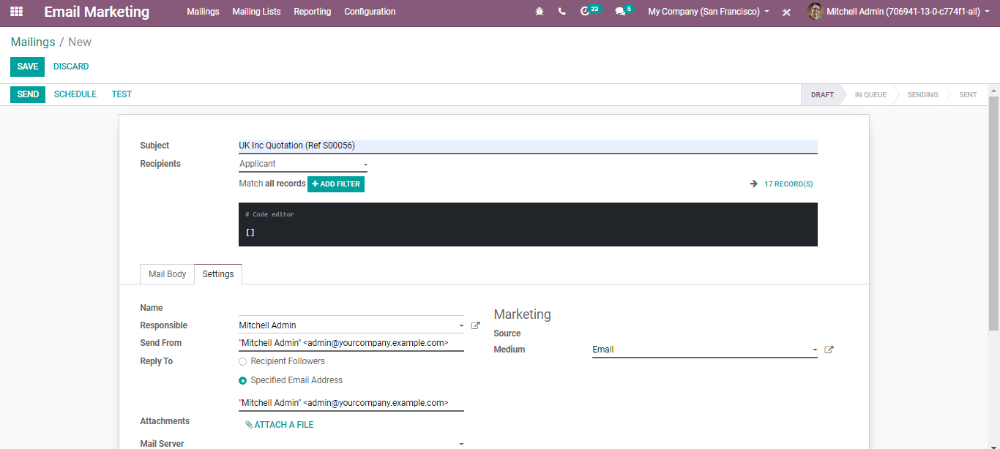 Email Marketing Mailings Mailing Lists Reporting Configuration 23 5 My Company (San Francisco) Mitchell Admin (706941-13-0-c774f1-all)
Mailings / New
SAVE DISCARD
SEND SCHEDULE TEST DRAFT IN QUEUE SENDING SENT
Subject UK Inc Quotation (Ref S00056)
Recipients Applicant
Match all records + ADD FILTER 17 RECORD(S)
# Code editor
[]
Mail Body Settings
Name
Marketing
Responsible Mitchell Admin
Source
Send From "Mitchell Admin" <admin@yourcompany.example.com>
Medium Email
Reply To Recipient Followers
Specified Email Address
"Mitchell Admin" <admin@yourcompany.example.com>
Attachments ATTACH A FILE
Mail Server